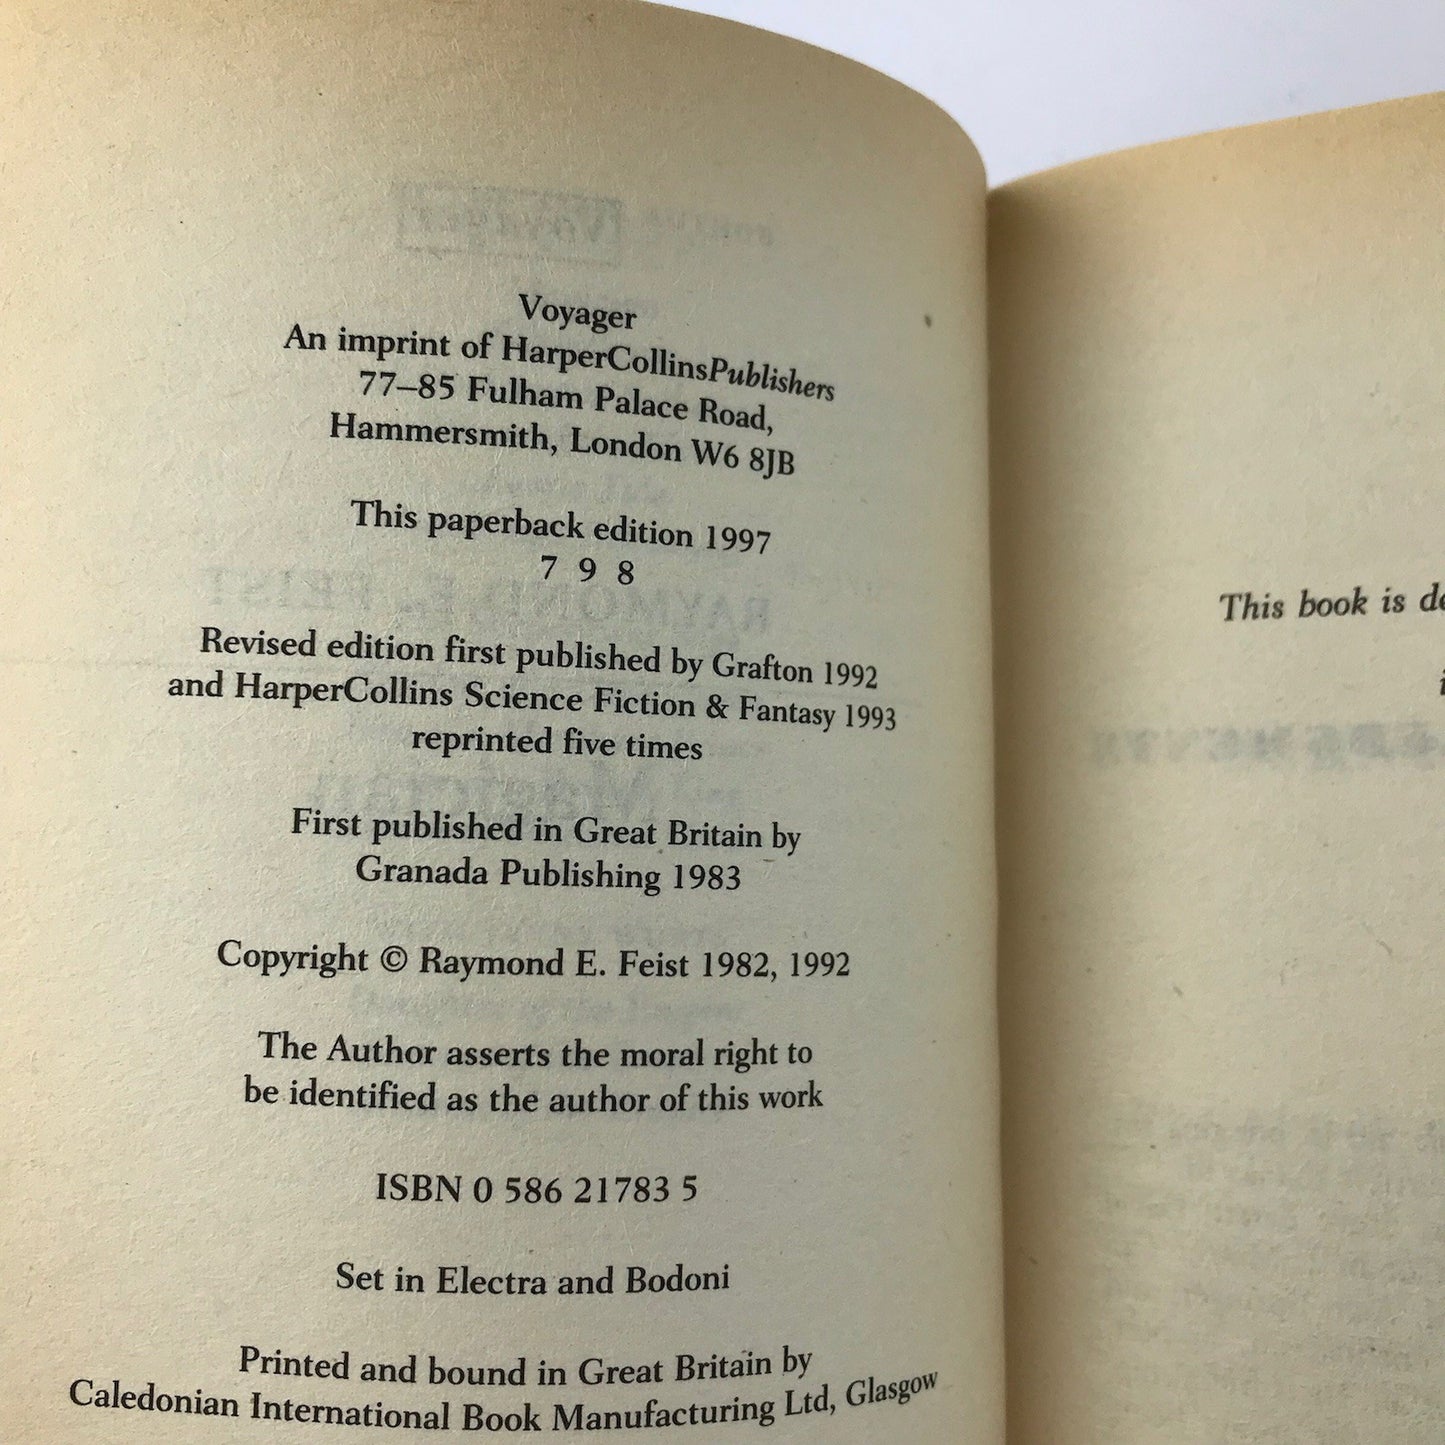 Voyager
An imprint of HarperCollinsPublishers
77–85 Fulham Palace Road,
Hammersmith, London W6 8JB
This paperback edition 1997
7 9 8
Revised edition first published by Grafton 1992
and HarperCollins Science Fiction & Fantasy 1993
reprinted five times
First published in Great Britain by
Granada Publishing 1983
Copyright © Raymond E. Feist 1982, 1992
The Author asserts the moral right to
be identified as the author of this work
ISBN 0 586 21783 5
Set in Electra and Bodoni
Printed and bound in Great Britain by
Caledonian International Book Manufacturing Ltd, Glasgow
This book is